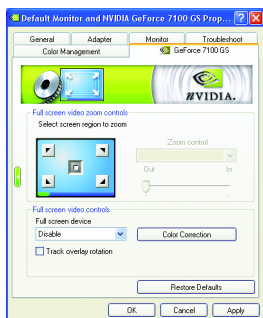 Default Monitor and NVIDIA GeForce 7100 GS Prop...
General Adapter Monitor Troubleshoot
Color Management GeForce 7100 GS
NVIDIA.
Full screen video zoom controls
Select screen region to zoom
Zoom control
Out In
Full screen video controls
Full screen device
Disable Color Correction
Track overlay rotation
Restore Defaults
OK Cancel Apply